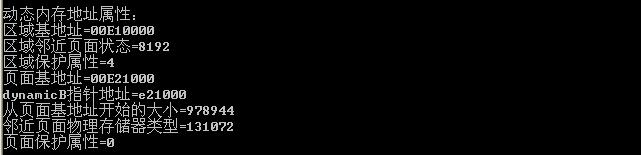 动态内存地址属性:
区域基地址=00E10000
区域邻近页面状态=8192
区域保护属性=4
页面基地址=00E21000
dynamicB指针地址=e21000
从页面基地址开始的大小=978944
邻近页面物理存储器类型=131072
页面保护属性=0